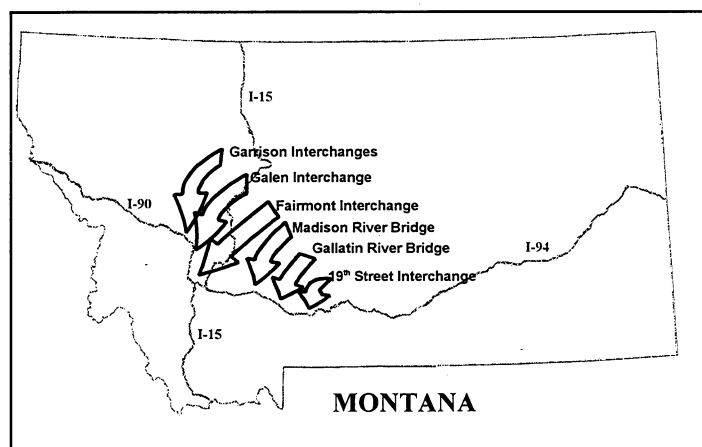 I-15
Garrison Interchanges
Galen Interchange
I-90
Fairmont Interchange
Madison River Bridge
Gallatin River Bridge
I-94
19th Street Interchange
I-15
MONTANA